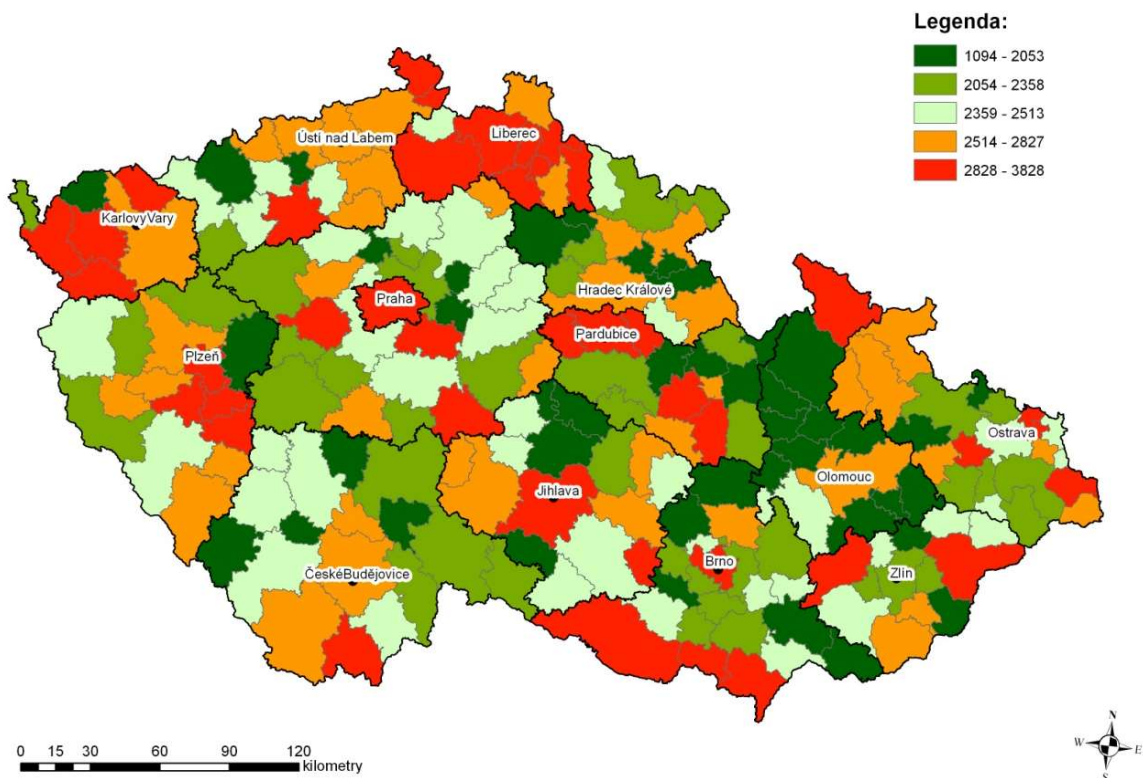 Legenda:
1094 - 2053
2054 - 2358
2359 - 2513
2514 - 2827
2828 - 3828
Ústí nad Labem
Liberec
KarlovyVary
Praha
Hradec Králové
Pardubice
Plzeň
Ostrava
Olomouc
Jihlava
Brno
Zlín
ČeskéBudějovice
0 15 30 60 90 120
kilometry
N
W E
S